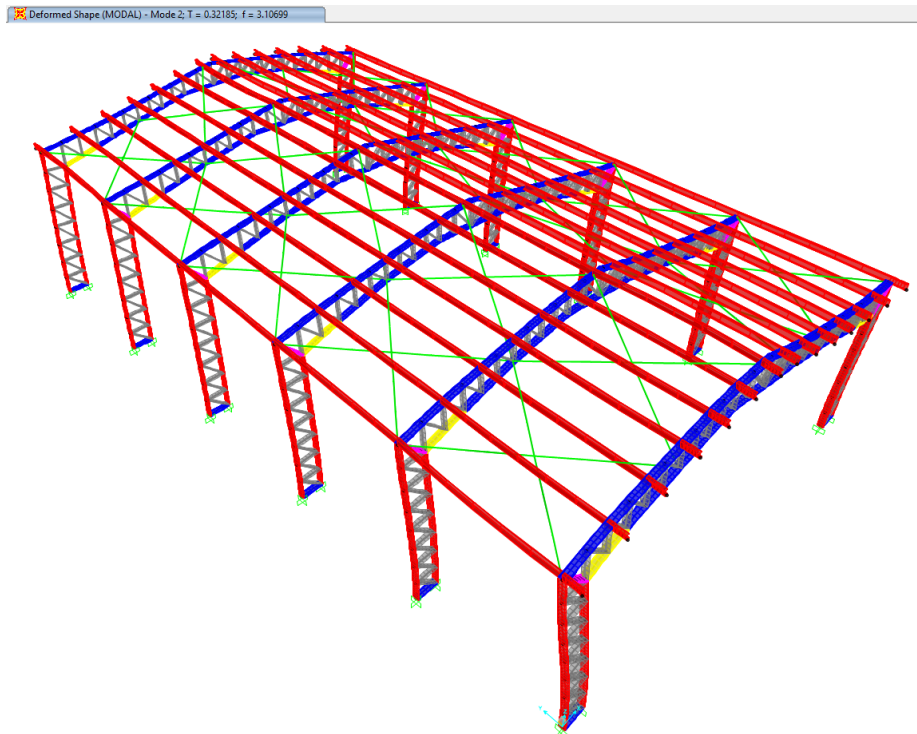 Deformed Shape (MODAL) - Mode 2; T = 0.32185; f = 3.10699